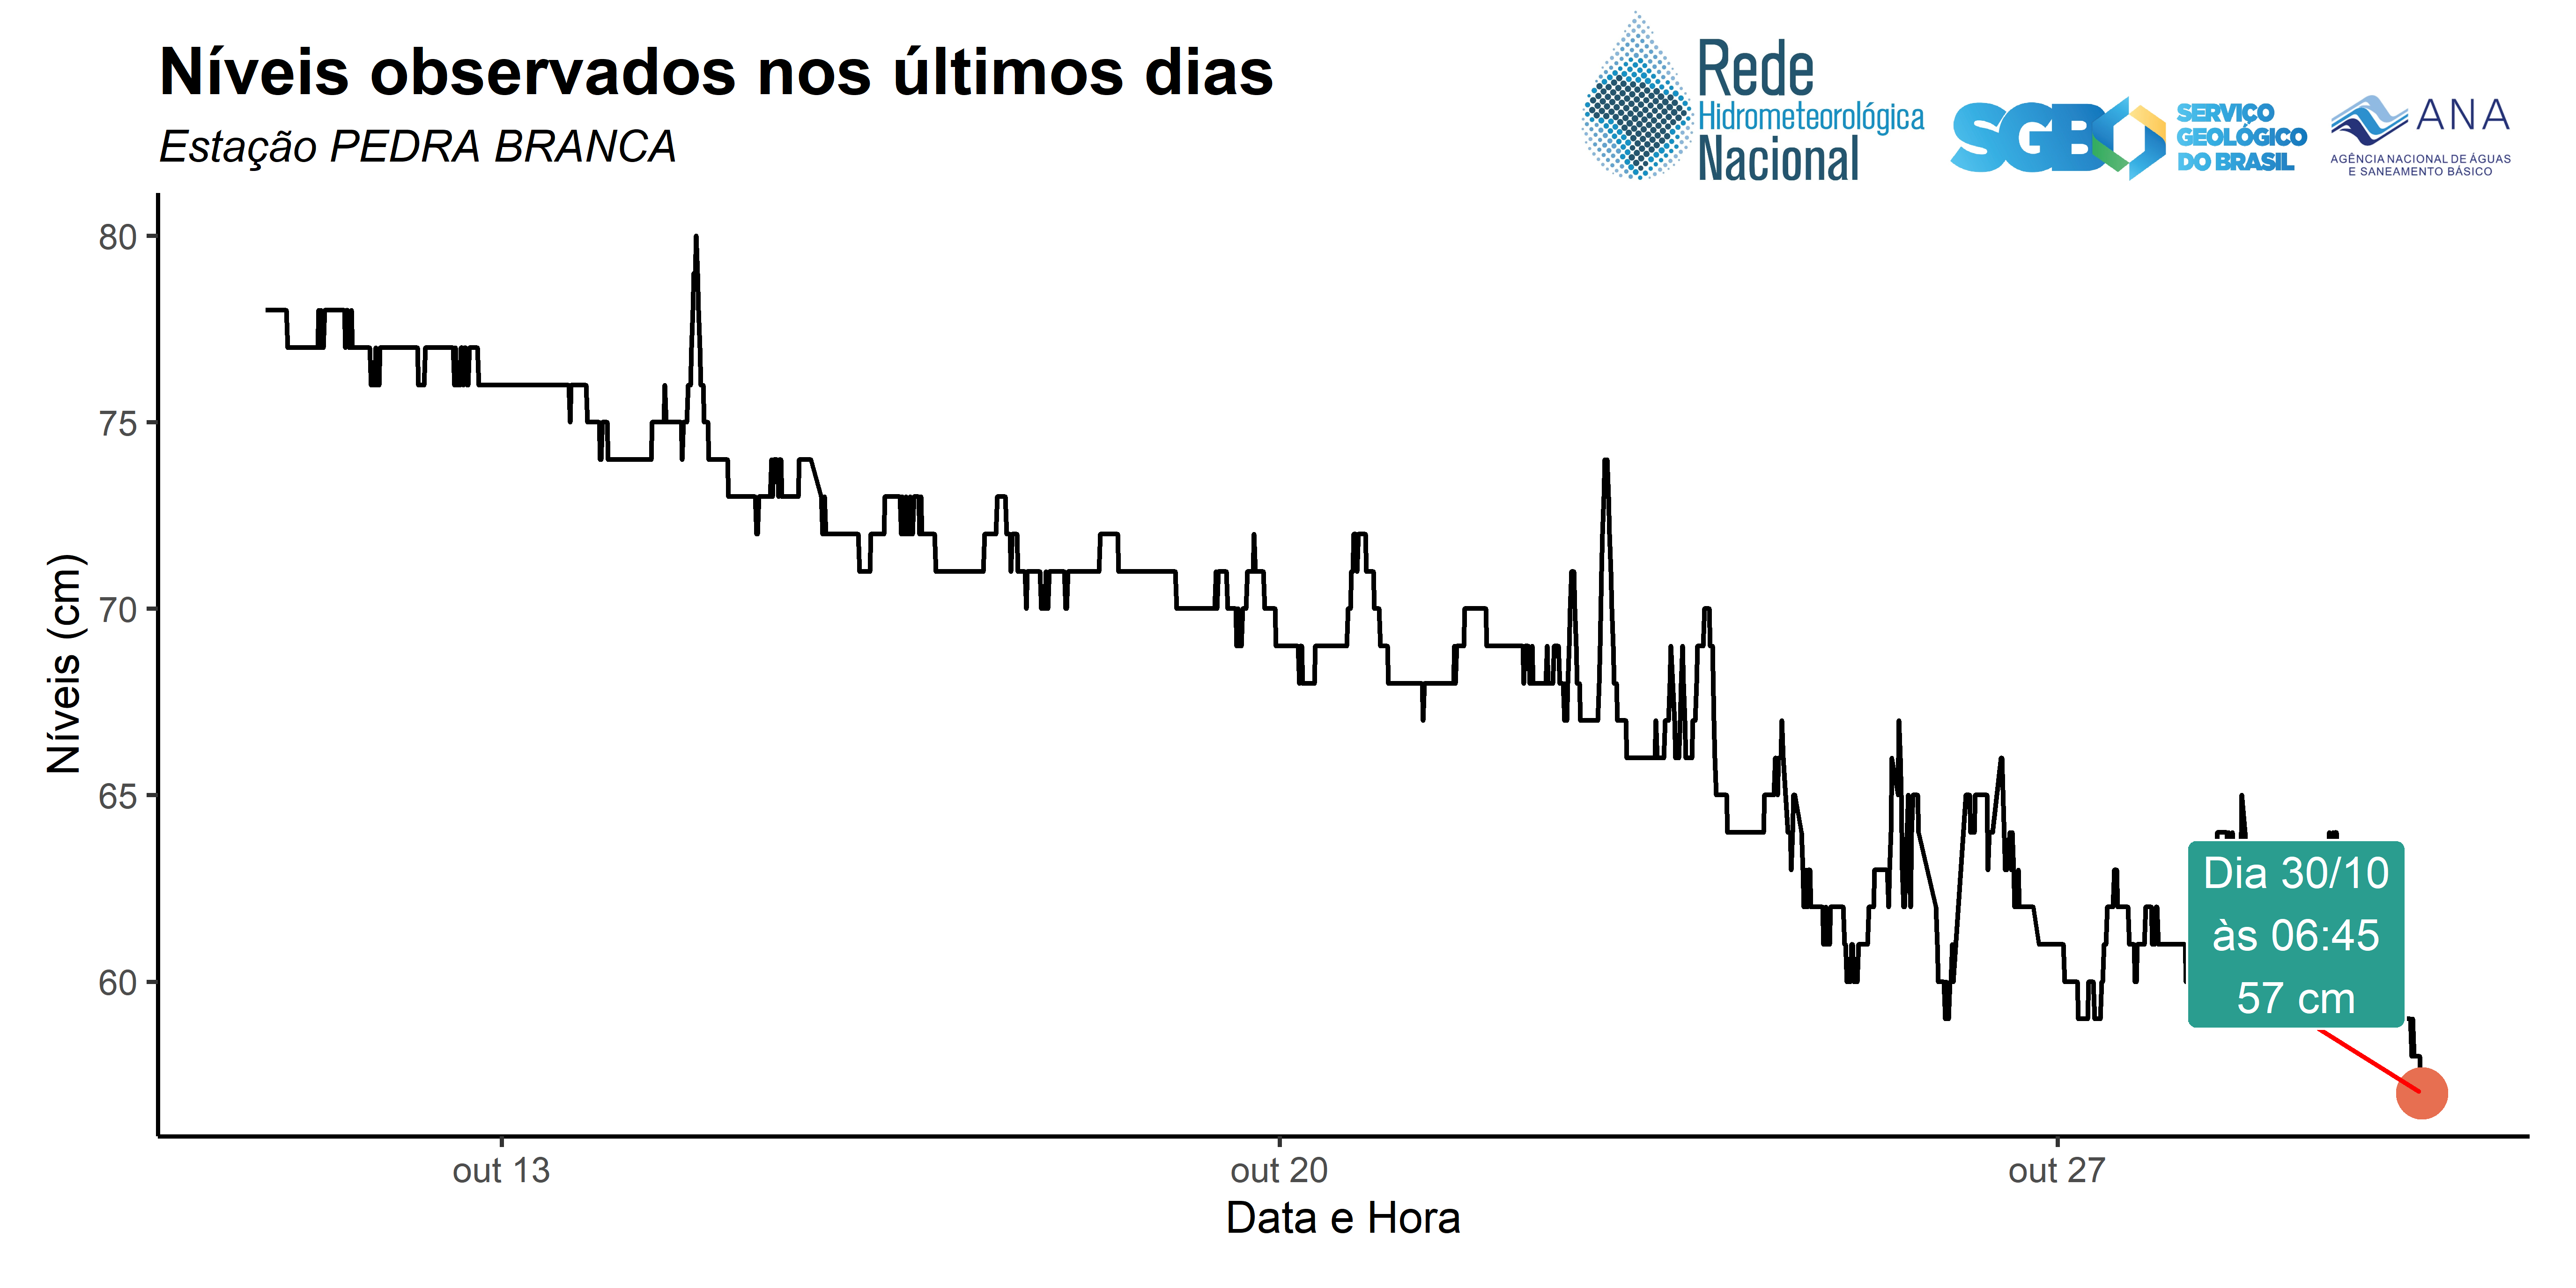 Níveis observados nos últimos dias
Estação PEDRA BRANCA
Rede
Hidrometeorológica
Nacional
SGB
SERVIÇO
GEOLÓGICO
DO BRASIL
ANA
AGÊNCIA NACIONAL DE ÁGUAS
E SANEAMENTO BÁSICO
Níveis (cm)
80
75
70
65
60
Dia 30/10
às 06:45
57 cm
out 13
out 20
out 27
Data e Hora